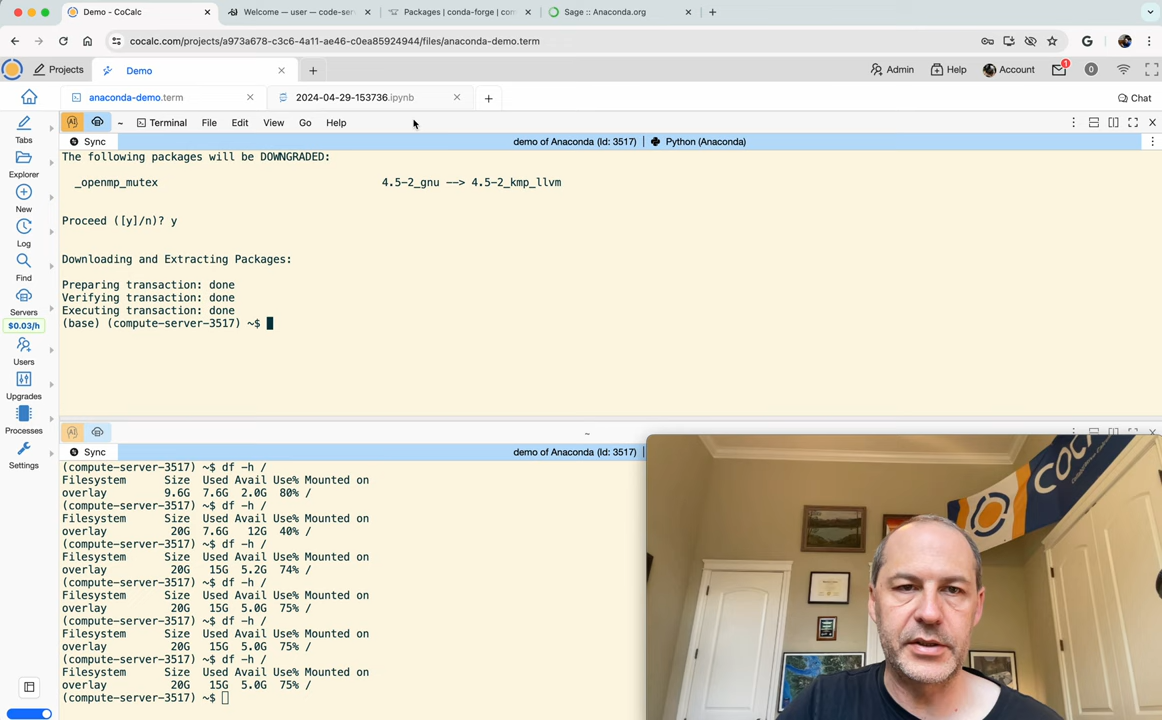 Demo - CoCalc
Welcome — user — code-ser
Packages | conda-forge | con
Sage :: Anaconda.org
cocalc.com/projects/a973a678-c3c6-4a11-ae46-c0ea85924944/files/anaconda-demo.term
Projects
Demo
Admin
Help
Account
1
0
anaconda-demo.term
2024-04-29-153736.ipynb
Chat
AI
~
Terminal
File
Edit
View
Go
Help
Sync
demo of Anaconda (Id: 3517)
Python (Anaconda)
Tabs
Explorer
New
Log
Find
Servers
$0.03/h
Users
Upgrades
Processes
Settings
The following packages will be DOWNGRADED:
_openmp_mutex 4.5-2_gnu --> 4.5-2_kmp_llvm
Proceed ([y]/n)? y
Downloading and Extracting Packages:
Preparing transaction: done
Verifying transaction: done
Executing transaction: done
(base) (compute-server-3517) ~$
AI
~
Sync
demo of Anaconda (Id: 3517)
(compute-server-3517) ~$ df -h /
Filesystem Size Used Avail Use% Mounted on
overlay 9.6G 7.6G 2.0G 80% /
(compute-server-3517) ~$ df -h /
Filesystem Size Used Avail Use% Mounted on
overlay 20G 7.6G 12G 40% /
(compute-server-3517) ~$ df -h /
Filesystem Size Used Avail Use% Mounted on
overlay 20G 15G 5.2G 74% /
(compute-server-3517) ~$ df -h /
Filesystem Size Used Avail Use% Mounted on
overlay 20G 15G 5.0G 75% /
(compute-server-3517) ~$ df -h /
Filesystem Size Used Avail Use% Mounted on
overlay 20G 15G 5.0G 75% /
(compute-server-3517) ~$ df -h /
Filesystem Size Used Avail Use% Mounted on
overlay 20G 15G 5.0G 75% /
(compute-server-3517) ~$